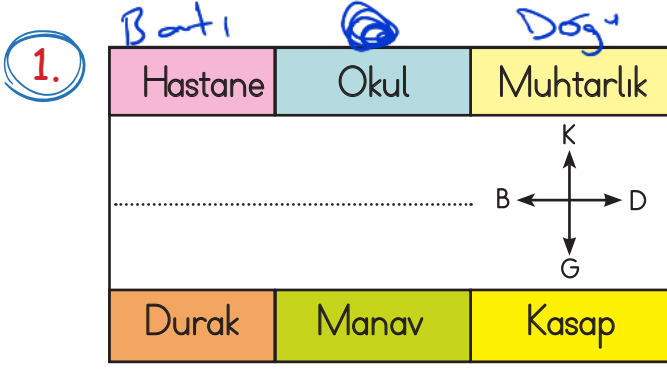 Batı Doğu
1.
Hastane Okul Muhtarlık
K
B D
G
Durak Manav Kasap